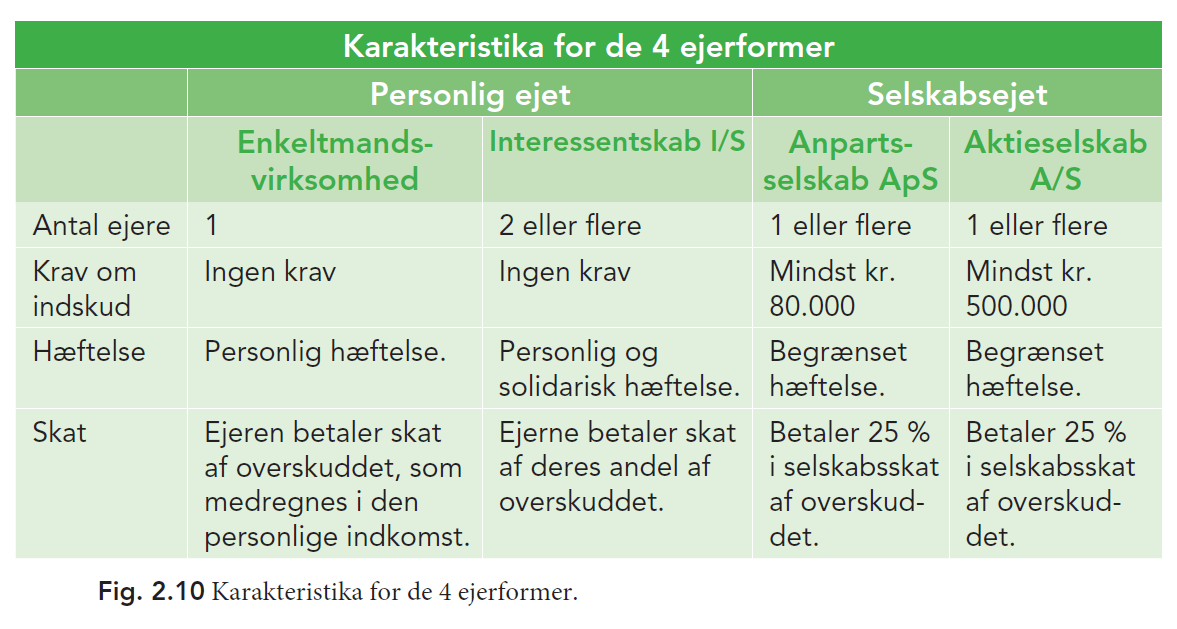 Karakteristika for de 4 ejerformer
Personlig ejet
Selskabsejet
Enkeltmands-
virksomhed
Interessentskab I/S
Anparts-
selskab ApS
Aktieselskab
A/S
Antal ejere
1
2 eller flere
1 eller flere
1 eller flere
Krav om
indskud
Ingen krav
Ingen krav
Mindst kr.
80.000
Mindst kr.
500.000
Hæftelse
Personlig hæftelse.
Personlig og
solidarisk hæftelse.
Begrænset
hæftelse.
Begrænset
hæftelse.
Skat
Ejeren betaler skat
af overskuddet, som
medregnes i den
personlige indkomst.
Ejerne betaler skat
af deres andel af
overskuddet.
Betaler 25 %
i selskabsskat
af overskud-
det.
Betaler 25 %
i selskabsskat
af overskud-
det.
Fig. 2.10 Karakteristika for de 4 ejerformer.